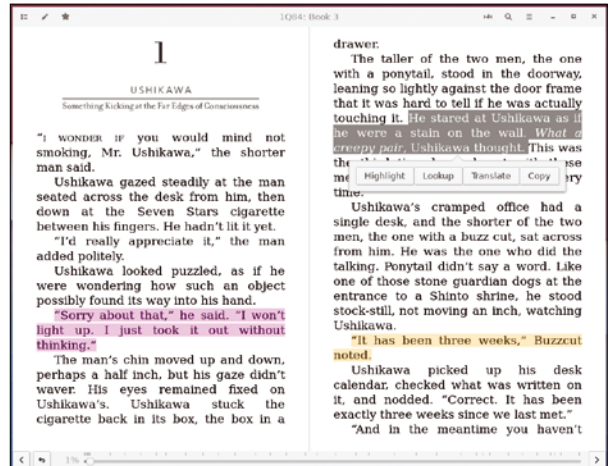 1Q84: Book 3
1
USHIKAWA
Something Kicking at the Far Edges of Consciousness
“I WONDER IF you would mind not
smoking, Mr. Ushikawa,” the shorter
man said.
Ushikawa gazed steadily at the man
seated across the desk from him, then
down at the Seven Stars cigarette
between his fingers. He hadn’t lit it yet.
“I’d really appreciate it,” the man
added politely.
Ushikawa looked puzzled, as if he
were wondering how such an object
possibly found its way into his hand.
“Sorry about that,” he said. “I won’t
light up. I just took it out without
thinking.”
The man’s chin moved up and down,
perhaps a half inch, but his gaze didn’t
waver. His eyes remained fixed on
Ushikawa’s. Ushikawa stuck the
cigarette back in its box, the box in a
drawer.
The taller of the two men, the one
with a ponytail, stood in the doorway,
leaning so lightly against the door frame
that it was hard to tell if he was actually
touching it. He stared at Ushikawa as if
he were a stain on the wall. What a
creepy pair, Ushikawa thought. This was
Highlight Lookup Translate Copy
time.
Ushikawa’s cramped office had a
single desk, and the shorter of the two
men, the one with a buzz cut, sat across
from him. He was the one who did the
talking. Ponytail didn’t say a word. Like
one of those stone guardian dogs at the
entrance to a Shinto shrine, he stood
stock-still, not moving an inch, watching
Ushikawa.
“It has been three weeks,” Buzzcut
noted.
Ushikawa picked up his desk
calendar, checked what was written on
it, and nodded. “Correct. It has been
exactly three weeks since we last met.”
“And in the meantime you haven’t
1%